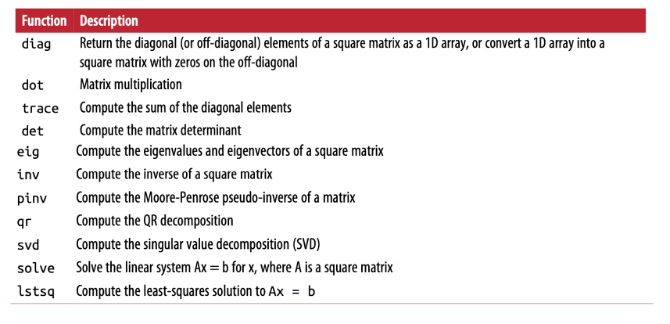 Function Description
diag Return the diagonal (or off-diagonal) elements of a square matrix as a 1D array, or convert a 1D array into a
square matrix with zeros on the off-diagonal
dot Matrix multiplication
trace Compute the sum of the diagonal elements
det Compute the matrix determinant
eig Compute the eigenvalues and eigenvectors of a square matrix
inv Compute the inverse of a square matrix
pinv Compute the Moore-Penrose pseudo-inverse of a matrix
qr Compute the QR decomposition
svd Compute the singular value decomposition (SVD)
solve Solve the linear system Ax = b for x, where A is a square matrix
lstsq Compute the least-squares solution to Ax = b